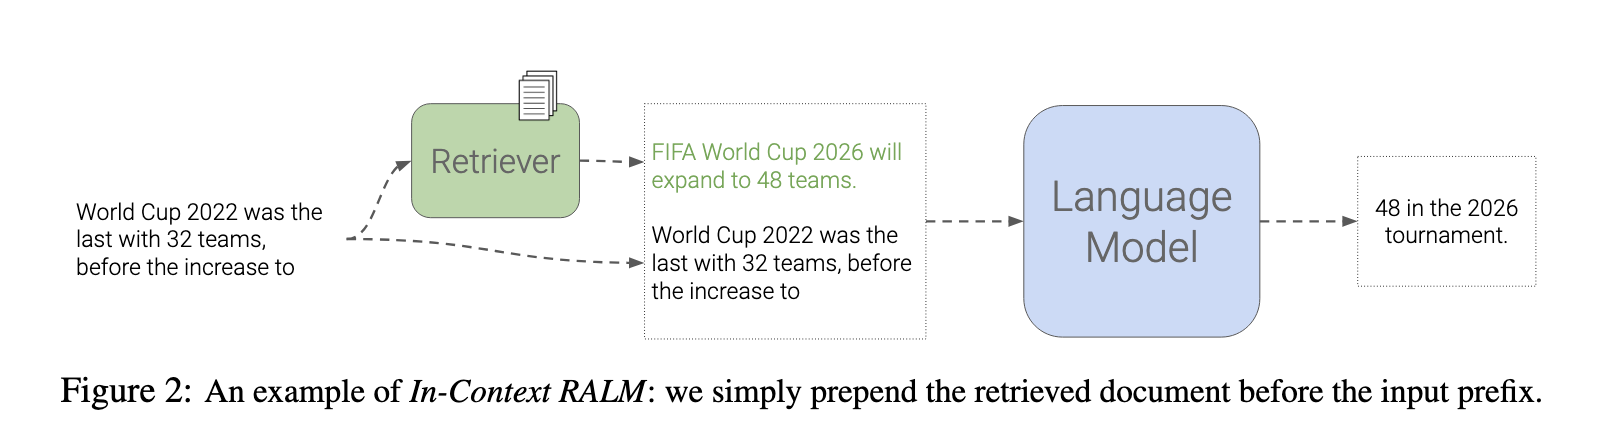 World Cup 2022 was the
last with 32 teams,
before the increase to
Retriever
FIFA World Cup 2026 will
expand to 48 teams.
World Cup 2022 was the
last with 32 teams, before
the increase to
Language
Model
48 in the 2026
tournament.
Figure 2: An example of In-Context RALM: we simply prepend the retrieved document before the input prefix.